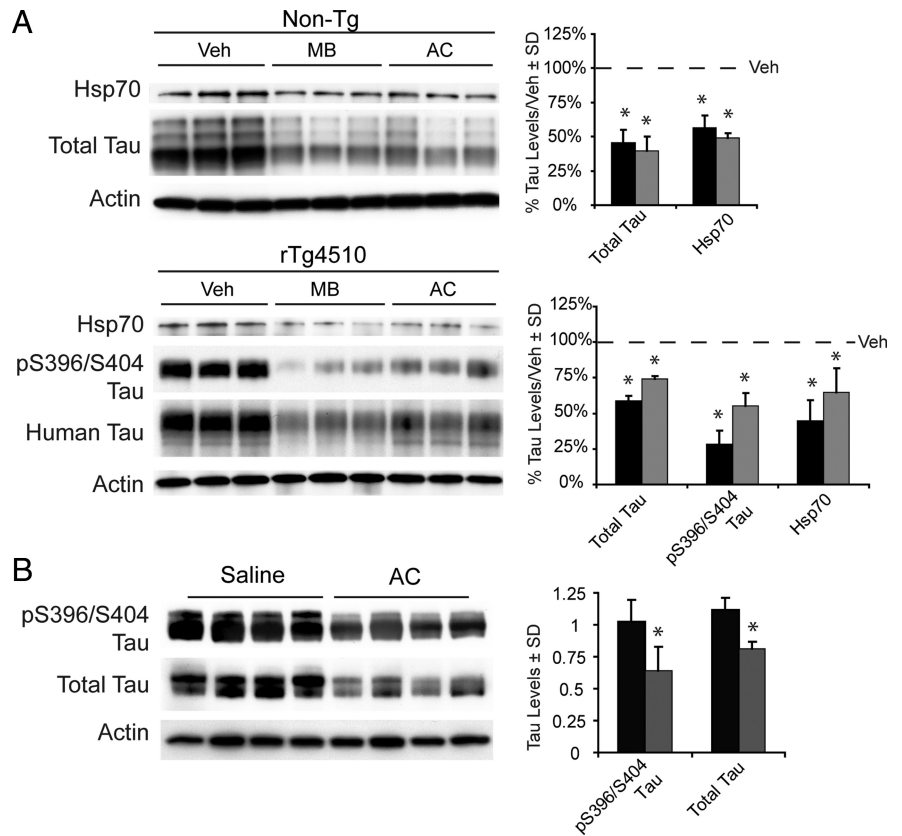 A
Non-Tg
Veh MB AC
Hsp70
Total Tau
Actin
% Tau Levels/Veh ± SD
125%
100%
75%
50%
25%
0%
Veh
* * * *
Total Tau
Hsp70
rTg4510
Veh MB AC
Hsp70
pS396/S404
Tau
Human Tau
Actin
% Tau Levels/Veh ± SD
125%
100%
75%
50%
25%
0%
Veh
* * * * * *
Total Tau
pS396/S404
Tau
Hsp70
B
Saline AC
pS396/S404
Tau
Total Tau
Actin
Tau Levels ± SD
1.25
1
0.75
0.5
0.25
0
* *
pS396/S404
Tau
Total Tau